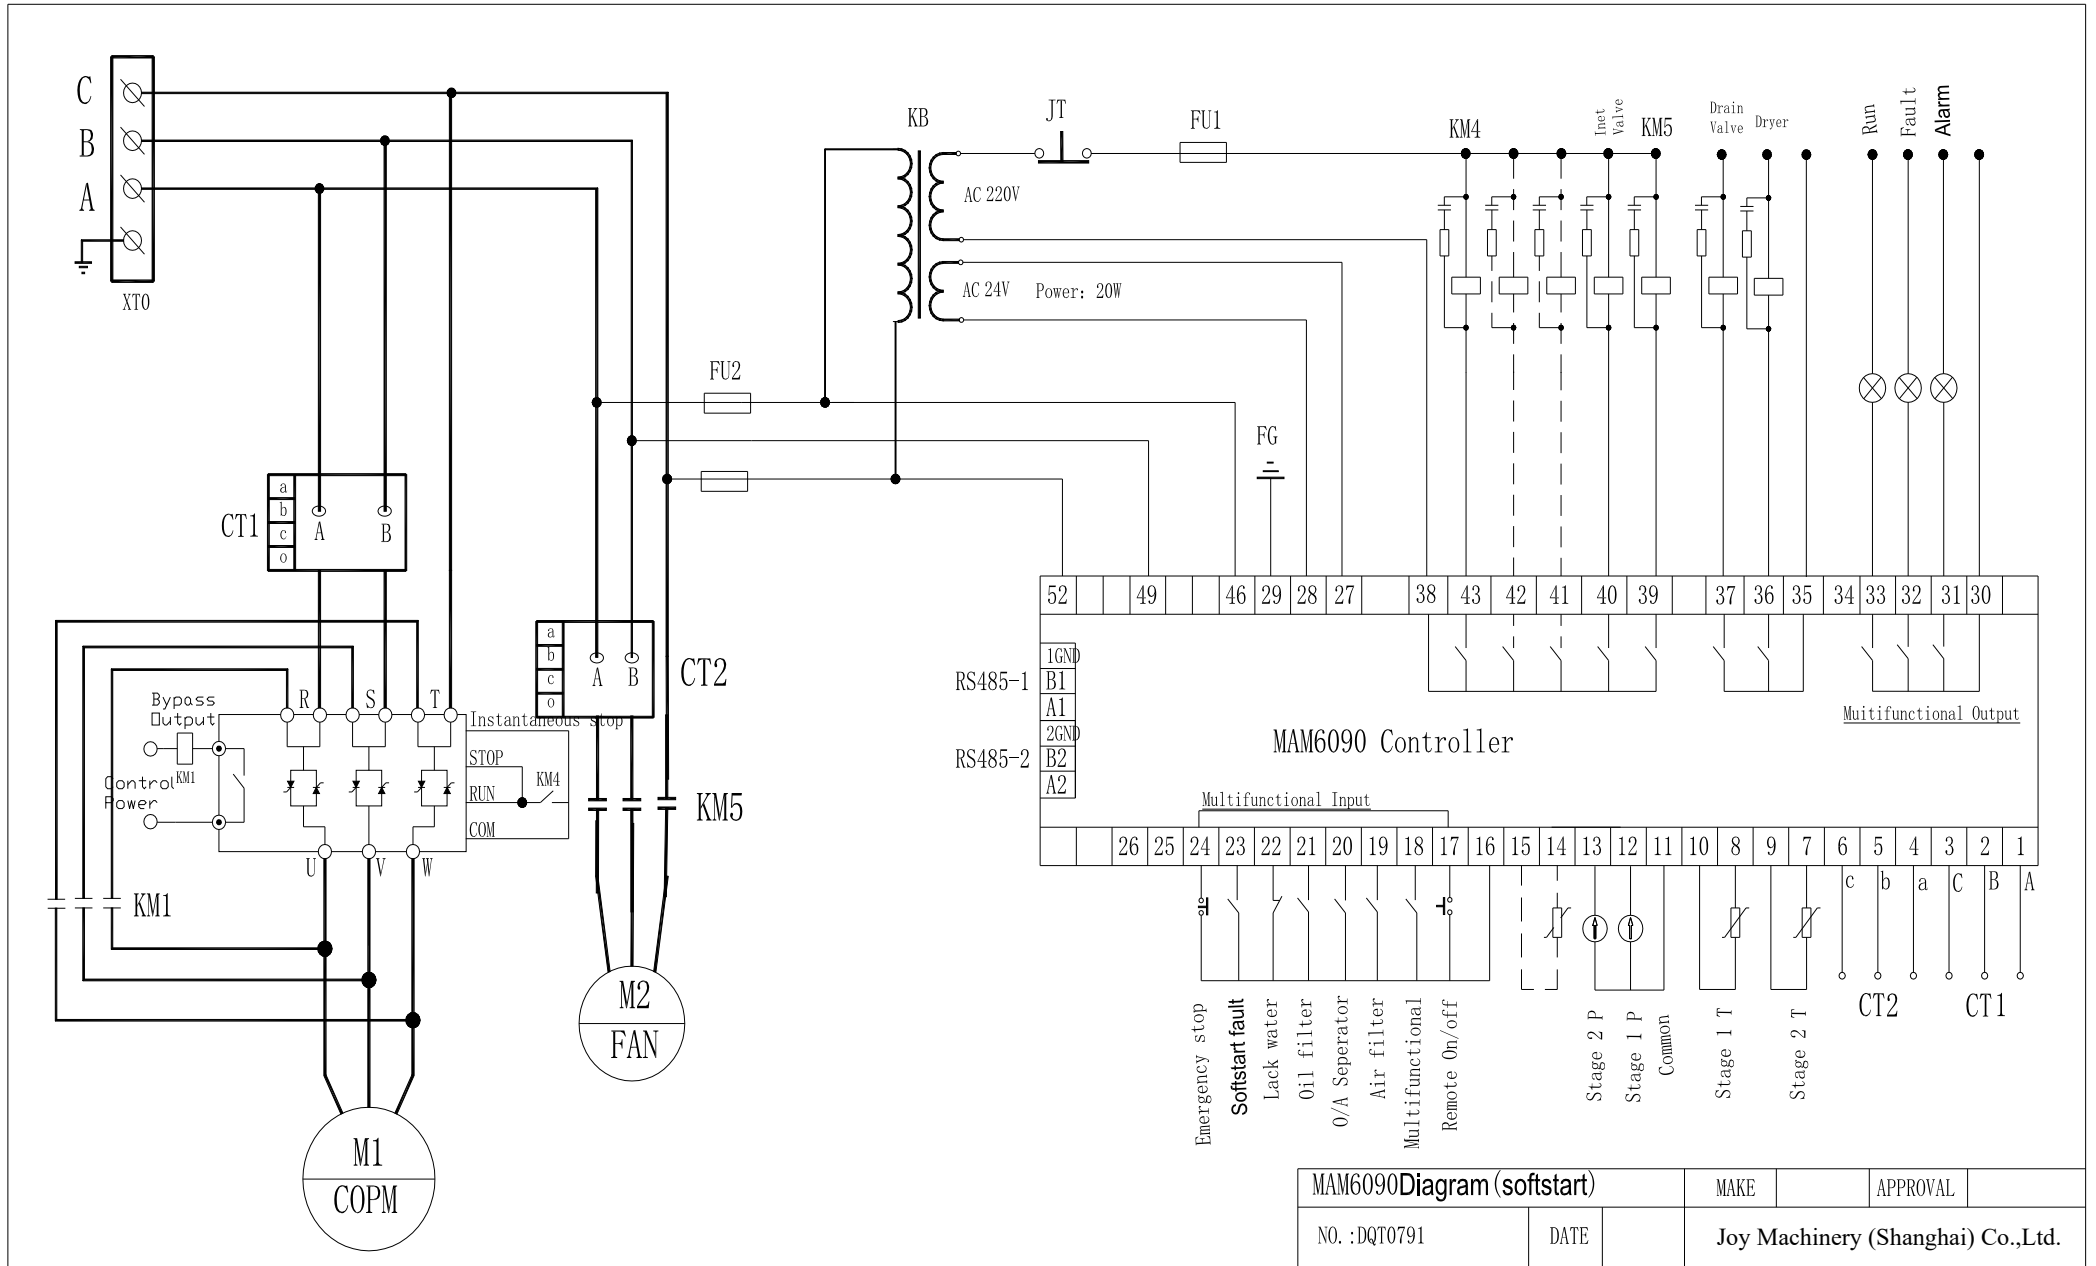 C
B
A
XT0
KB
JT
FU1
KM4
Inet
Valve
KM5
Drain
Valve
Dryer
Run
Fault
Alarm
AC 220V
AC 24V
Power: 20W
FU2
FG
CT1
a
b
c
o
A
B
a
b
c
o
A
B
CT2
52
49
46
29
28
27
38
43
42
41
40
39
37
36
35
34
33
32
31
30
RS485-1
1GND
B1
A1
RS485-2
2GND
B2
A2
MAM6090 Controller
Muitifunctional Output
Multifunctional Input
Bypass
Output
Control
Power
KM1
R
S
T
Instantaneous stop
STOP
RUN
COM
KM4
U
V
W
KM1
KM5
26
25
24
23
22
21
20
19
18
17
16
15
14
13
12
11
10
8
9
7
6
5
4
3
2
1
c
b
a
C
B
A
CT2
CT1
Emergency stop
Softstart fault
Lack water
Oil filter
O/A Seperator
Air filter
Multifunctional
Remote On/off
Stage 2 P
Stage 1 P
Common
Stage 1 T
Stage 2 T
M2
FAN
M1
COPM
MAM6090Diagram(softstart)
MAKE
APPROVAL
NO.:DQT0791
DATE
Joy Machinery (Shanghai) Co.,Ltd.